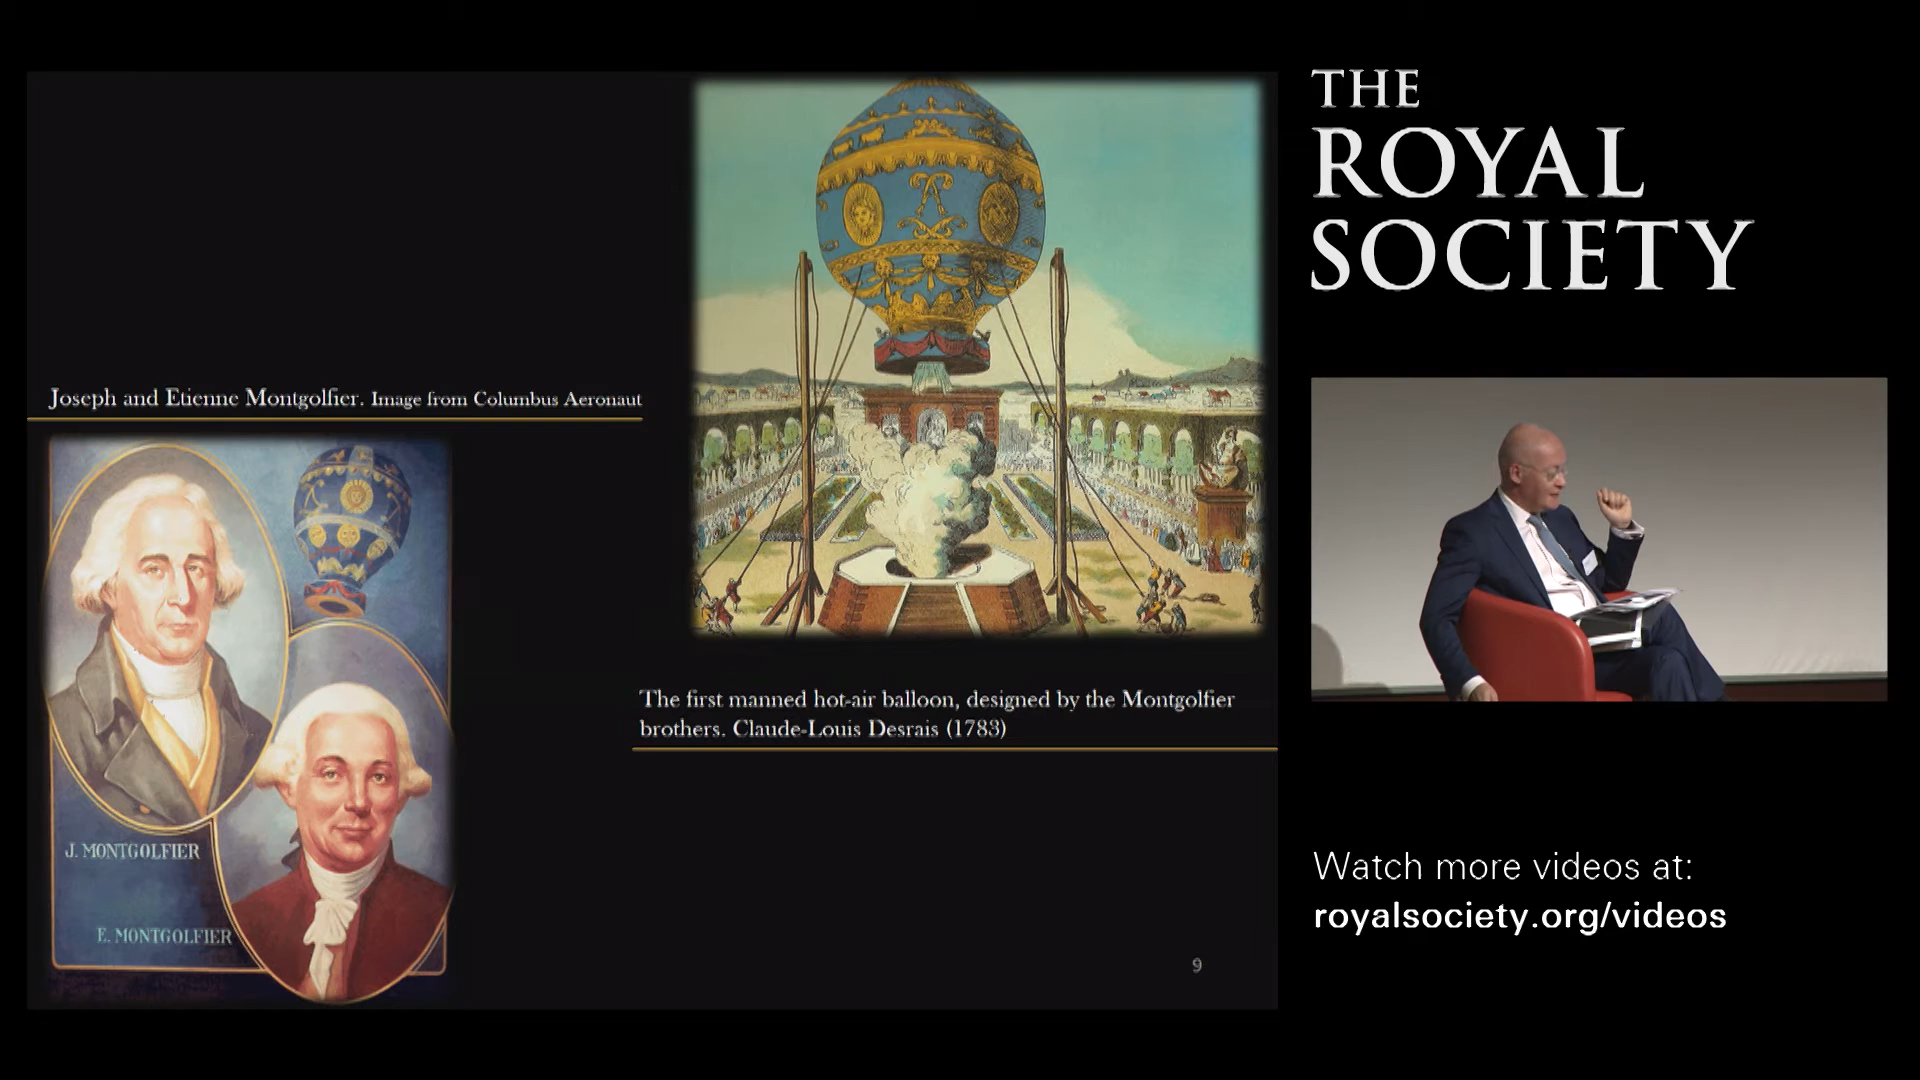 Joseph and Etienne Montgolfier. Image from Columbus Aeronaut
J. MONTGOLFIER
E. MONTGOLFIER
The first manned hot-air balloon, designed by the Montgolfier
brothers. Claude-Louis Desrais (1783)
9
THE
ROYAL
SOCIETY
Watch more videos at:
royalsociety.org/videos